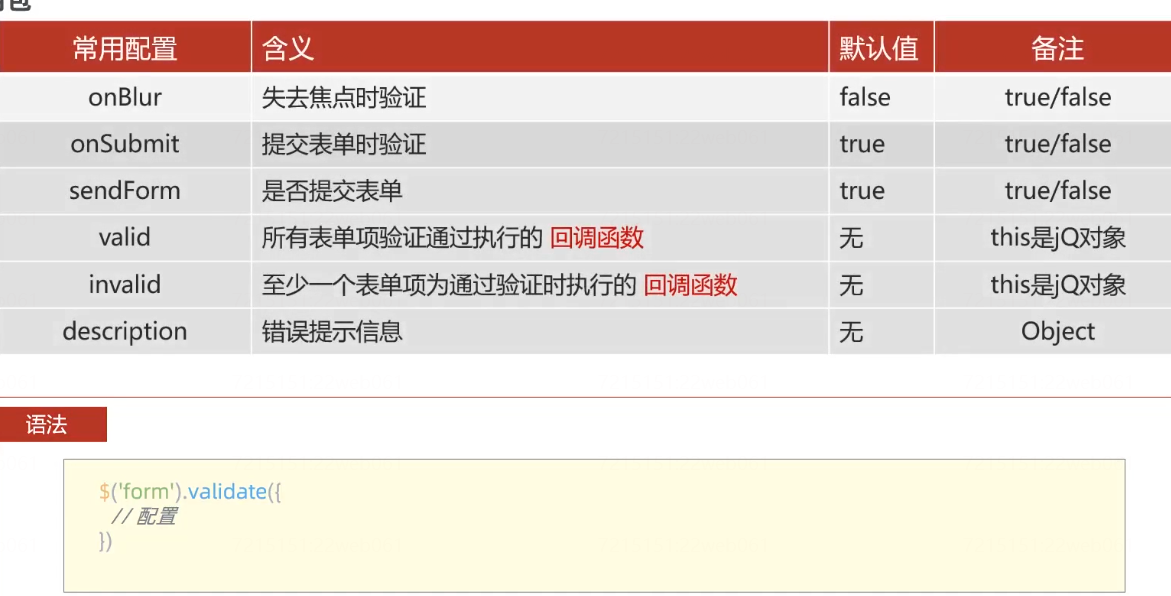 常用配置 含义 默认值 备注
onBlur 失去焦点时验证 false true/false
onSubmit 提交表单时验证 true true/false
sendForm 是否提交表单 true true/false
valid 所有表单项验证通过执行的 回调函数 无 this是jQ对象
invalid 至少一个表单项为通过验证时执行的 回调函数 无 this是jQ对象
description 错误提示信息 无 Object
语法
$('form').validate({
// 配置
})